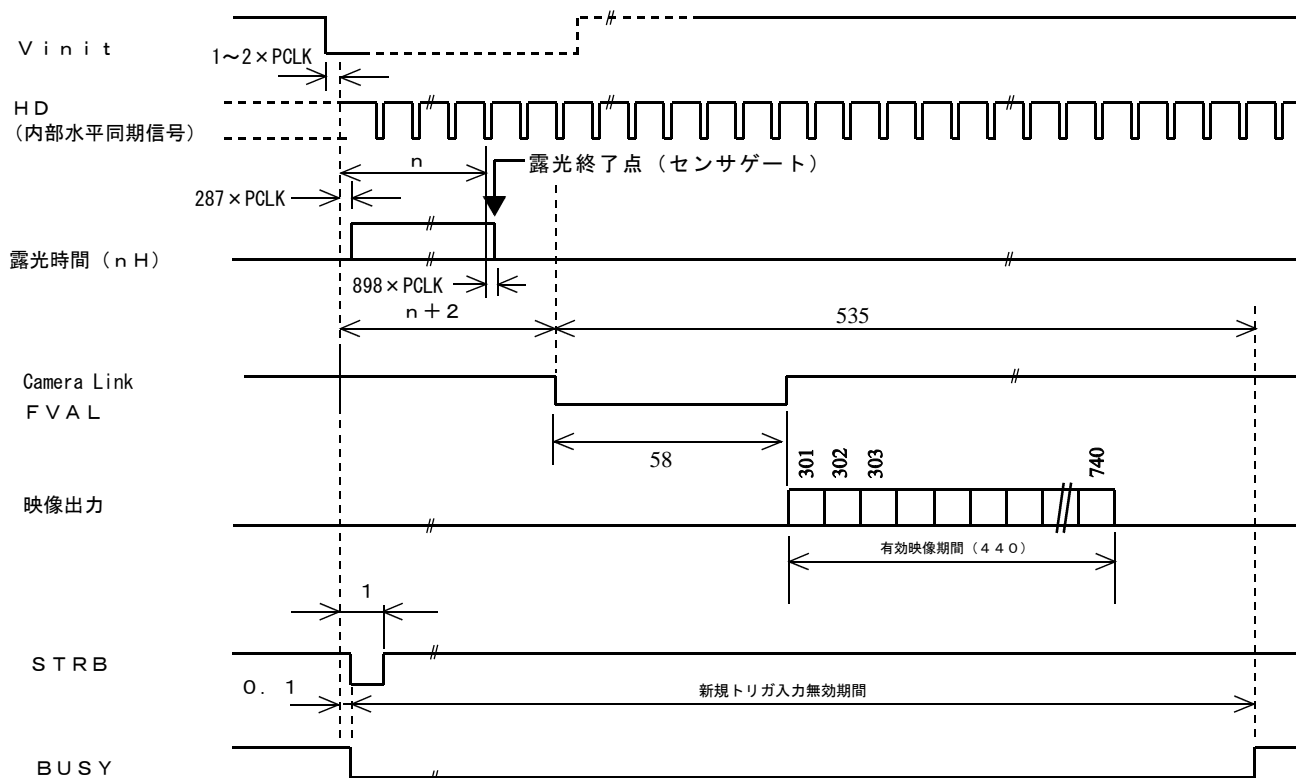 Ｖｉｎｉｔ
1～2×PCLK
ＨＤ
（内部水平同期信号）
ｎ
露光終了点（センサゲート）
287×PCLK
露光時間（ｎＨ）
898×PCLK
ｎ＋２
535
Camera Link
ＦＶＡＬ
58
301
302
303
740
映像出力
有効映像期間（４４０）
１
ＳＴＲＢ
０．１
新規トリガ入力無効期間
ＢＵＳＹ